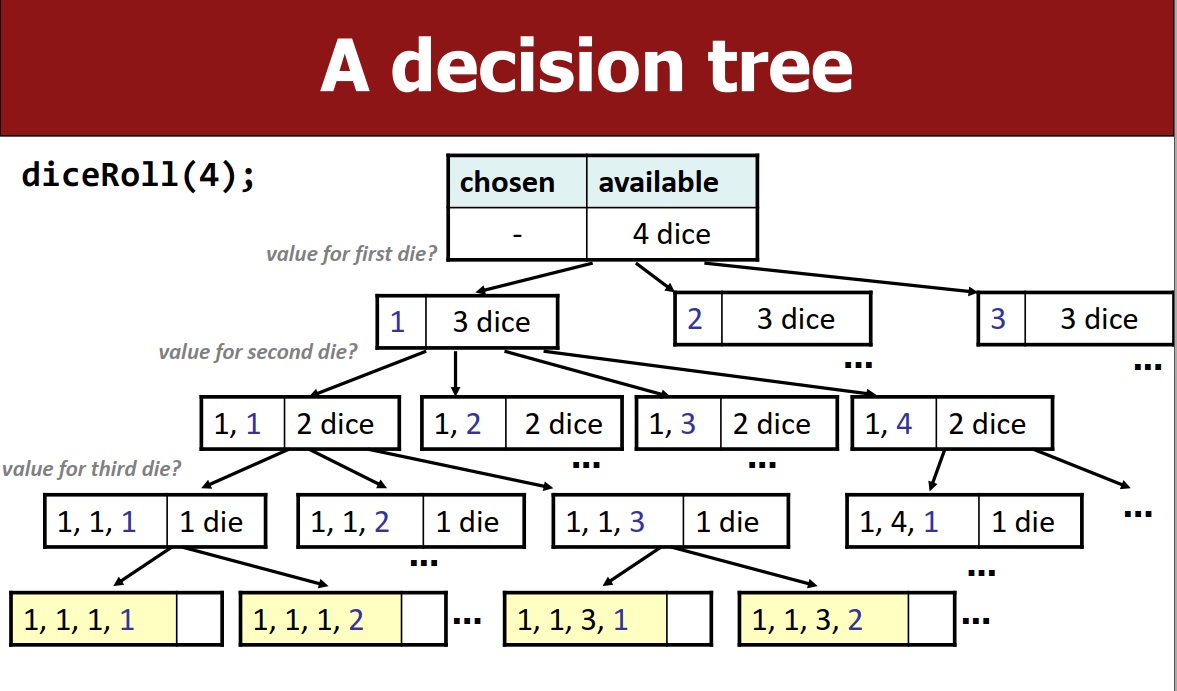 A decision tree
diceRoll(4);
chosen available
- 4 dice
value for first die?
1 3 dice
2 3 dice
3 3 dice
value for second die?
... ...
1, 1 2 dice
1, 2 2 dice
1, 3 2 dice
1, 4 2 dice
... ...
value for third die?
1, 1, 1 1 die
1, 1, 2 1 die
1, 1, 3 1 die
1, 4, 1 1 die
...
... ...
1, 1, 1, 1
1, 1, 1, 2
...
1, 1, 3, 1
1, 1, 3, 2
...